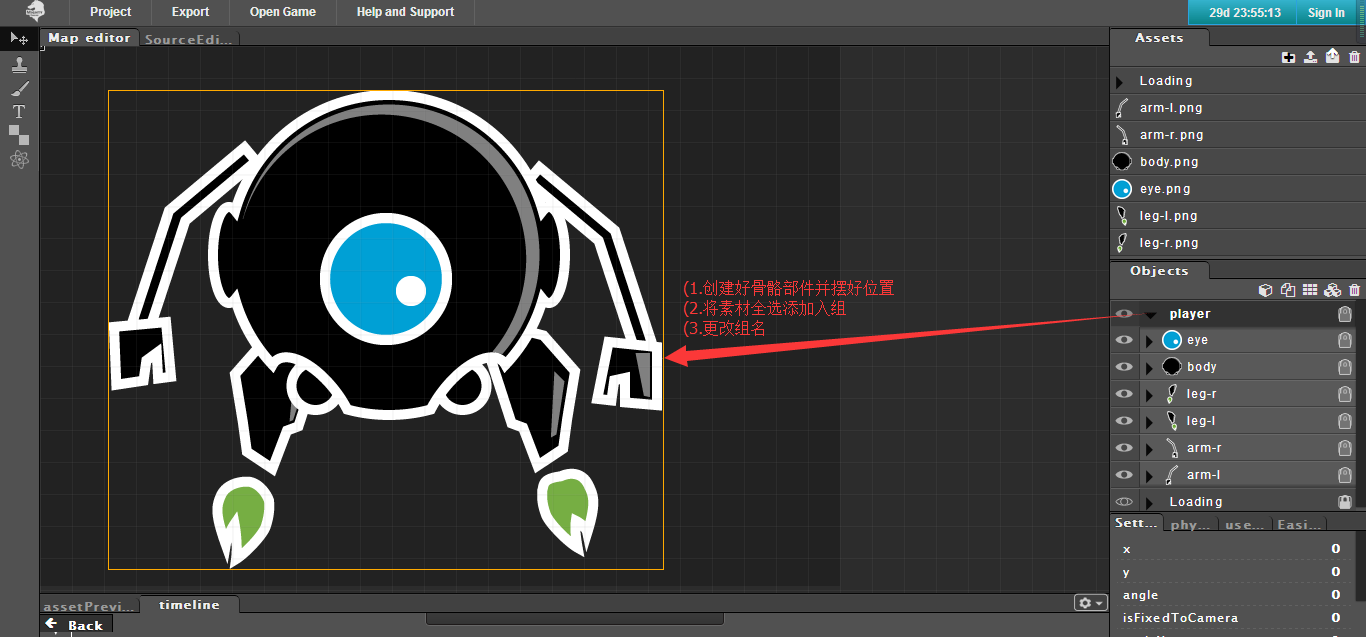 Project Export Open Game Help and Support 29d 23:55:13 Sign In
Map editor SourceEdi... Assets
Loading
arm-l.png
arm-r.png
body.png
eye.png
leg-l.png
leg-r.png
Objects
(1.创建好骨骼部件并摆好位置
(2.将素材全选添加入组
(3.更改组名
player
eye
body
leg-r
leg-l
arm-r
arm-l
Loading
Sett... phy... use... Easi...
x 0
y 0
angle 0
isFixedToCamera 0
assetPrevi... timeline
Back